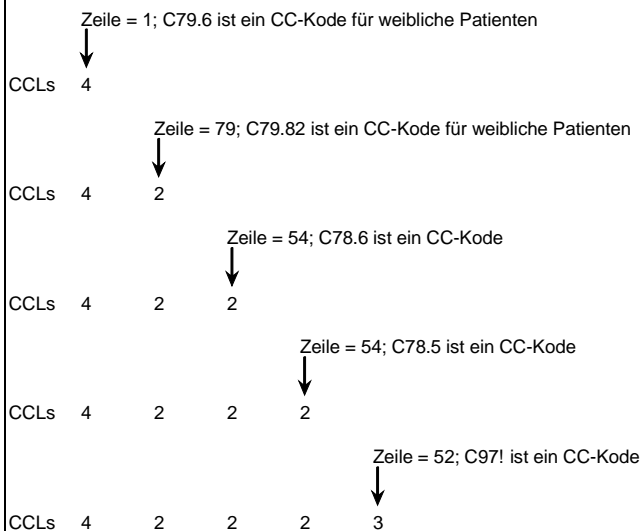 Zeile = 1; C79.6 ist ein CC-Kode für weibliche Patienten
CCLs 4
Zeile = 79; C79.82 ist ein CC-Kode für weibliche Patienten
CCLs 4 2
Zeile = 54; C78.6 ist ein CC-Kode
CCLs 4 2 2
Zeile = 54; C78.5 ist ein CC-Kode
CCLs 4 2 2 2
Zeile = 52; C97! ist ein CC-Kode
CCLs 4 2 2 2 3